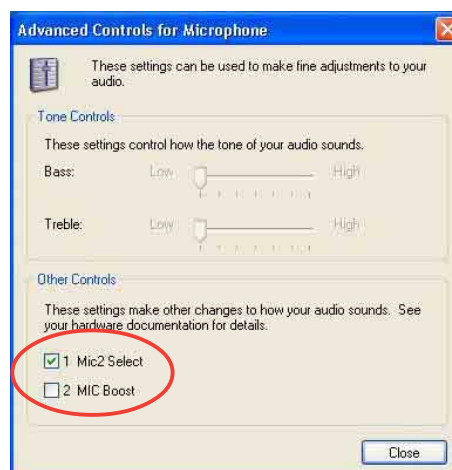 Advanced Controls for Microphone
These settings can be used to make fine adjustments to your
audio.
Tone Controls
These settings control how the tone of your audio sounds.
Bass: Low High
Treble: Low High
Other Controls
These settings make other changes to how your audio sounds. See
your hardware documentation for details.
1 Mic2 Select
2 MIC Boost
Close